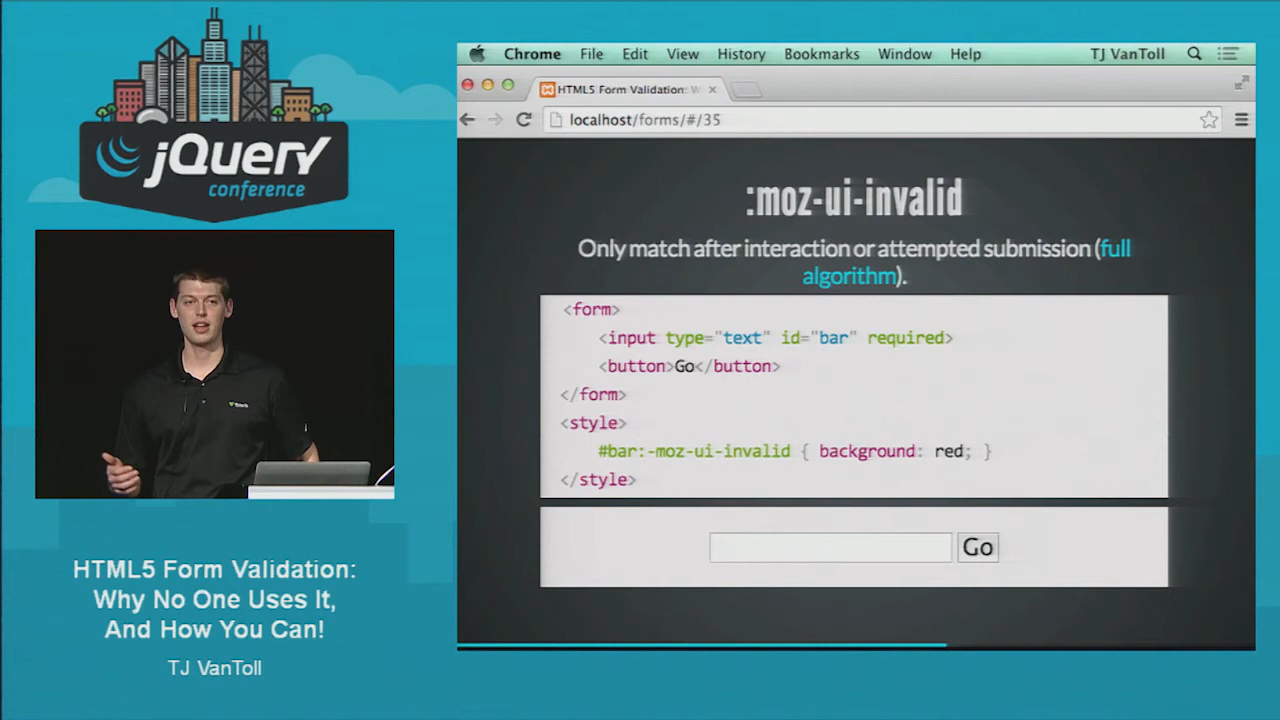 jQuery
conference
HTML5 Form Validation:
Why No One Uses It,
And How You Can!
TJ VanToll
Chrome File Edit View History Bookmarks Window Help TJ VanToll
HTML5 Form Validation: W
localhost/forms/#/35
:moz-ui-invalid
Only match after interaction or attempted submission (full
algorithm).
<form>
<input type="text" id="bar" required>
<button>Go</button>
</form>
<style>
#bar:-moz-ui-invalid { background: red; }
</style>
Go